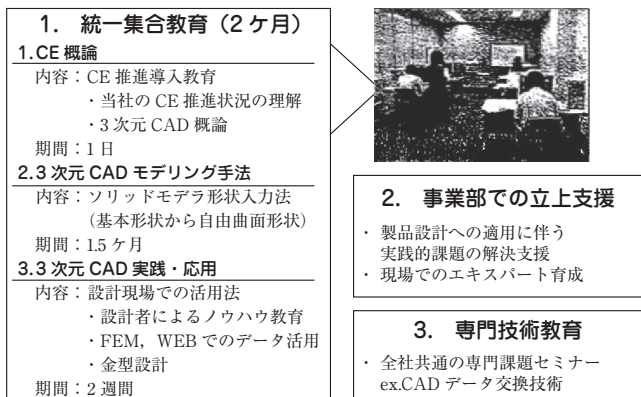 1. 統一集合教育（2 ケ月）
1.CE 概論
内容：CE 推進導入教育
・当社の CE 推進状況の理解
・3 次元 CAD 概論
期間：1 日
2.3 次元 CAD モデリング手法
内容：ソリッドモデラ形状入力法
（基本形状から自由曲面形状）
期間：1.5 ケ月
3.3 次元 CAD 実践・応用
内容：設計現場での活用法
・設計者によるノウハウ教育
・FEM，WEB でのデータ活用
・金型設計
期間：2 週間
2. 事業部での立上支援
・ 製品設計への適用に伴う
実践的課題の解決支援
・ 現場でのエキスパート育成
3. 専門技術教育
・ 全社共通の専門課題セミナー
ex.CAD データ交換技術